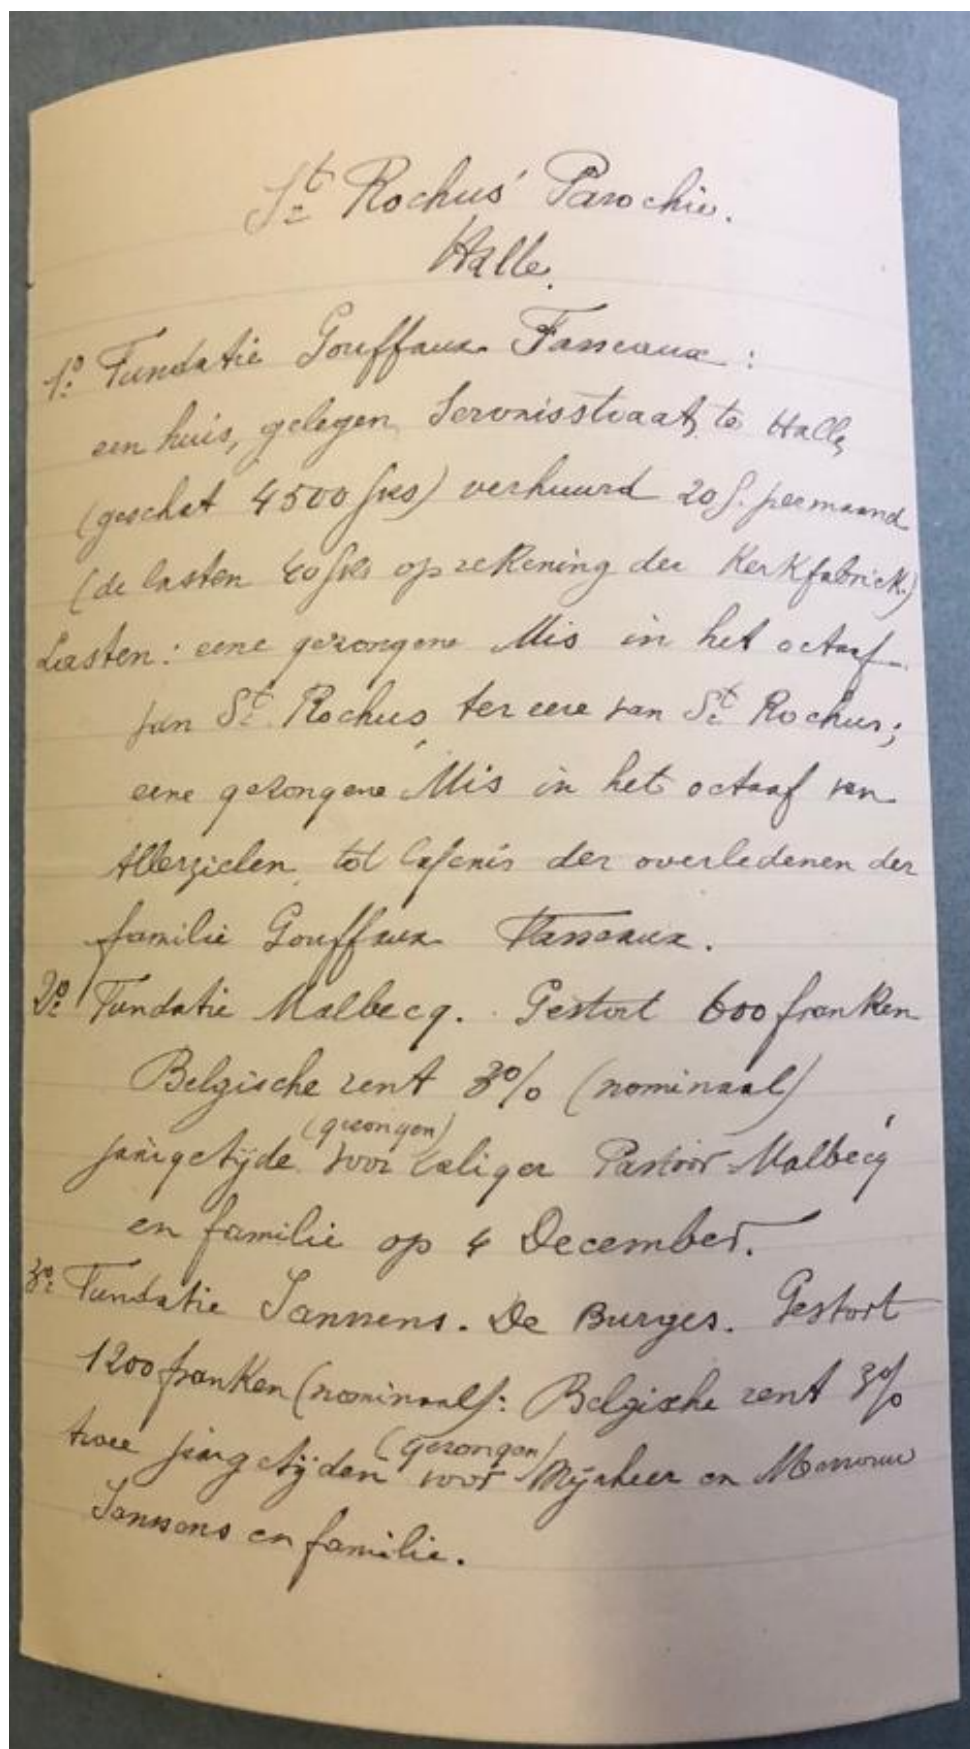 St Rochus' Parochie.
Halle.
1º: Fundatie Gouffaux Fasseaux :
een huis, gelegen, Servaisstraat, te Halle,
(geschat 4500 fks) verhuurd 20 f. per maand
(de lasten 40 fks op rekening der Kerkfabriek.)
Lasten : eene gezongene Mis in het octaaf
van St Rochus, ter eere van St Rochus ;
eene gezongene Mis in het octaaf van
Allerzielen, tot lafenis der overledenen der
familie Gouffaux Fasseaux.
2º: Fundatie Malbecq. Gestort 600 franken
Belgische rent 3% (nominaal)
(gezongen)
jaargetijde voor zaliger Pastoor Malbecq
en familie op 4 December.
3º: Fundatie Janssens. De Burges. Gestort
1200 franken (nominaal): Belgische rent 3%
twee jaargetijden (gezongen) voor Mijnheer en Mevrouw
Janssens en familie.